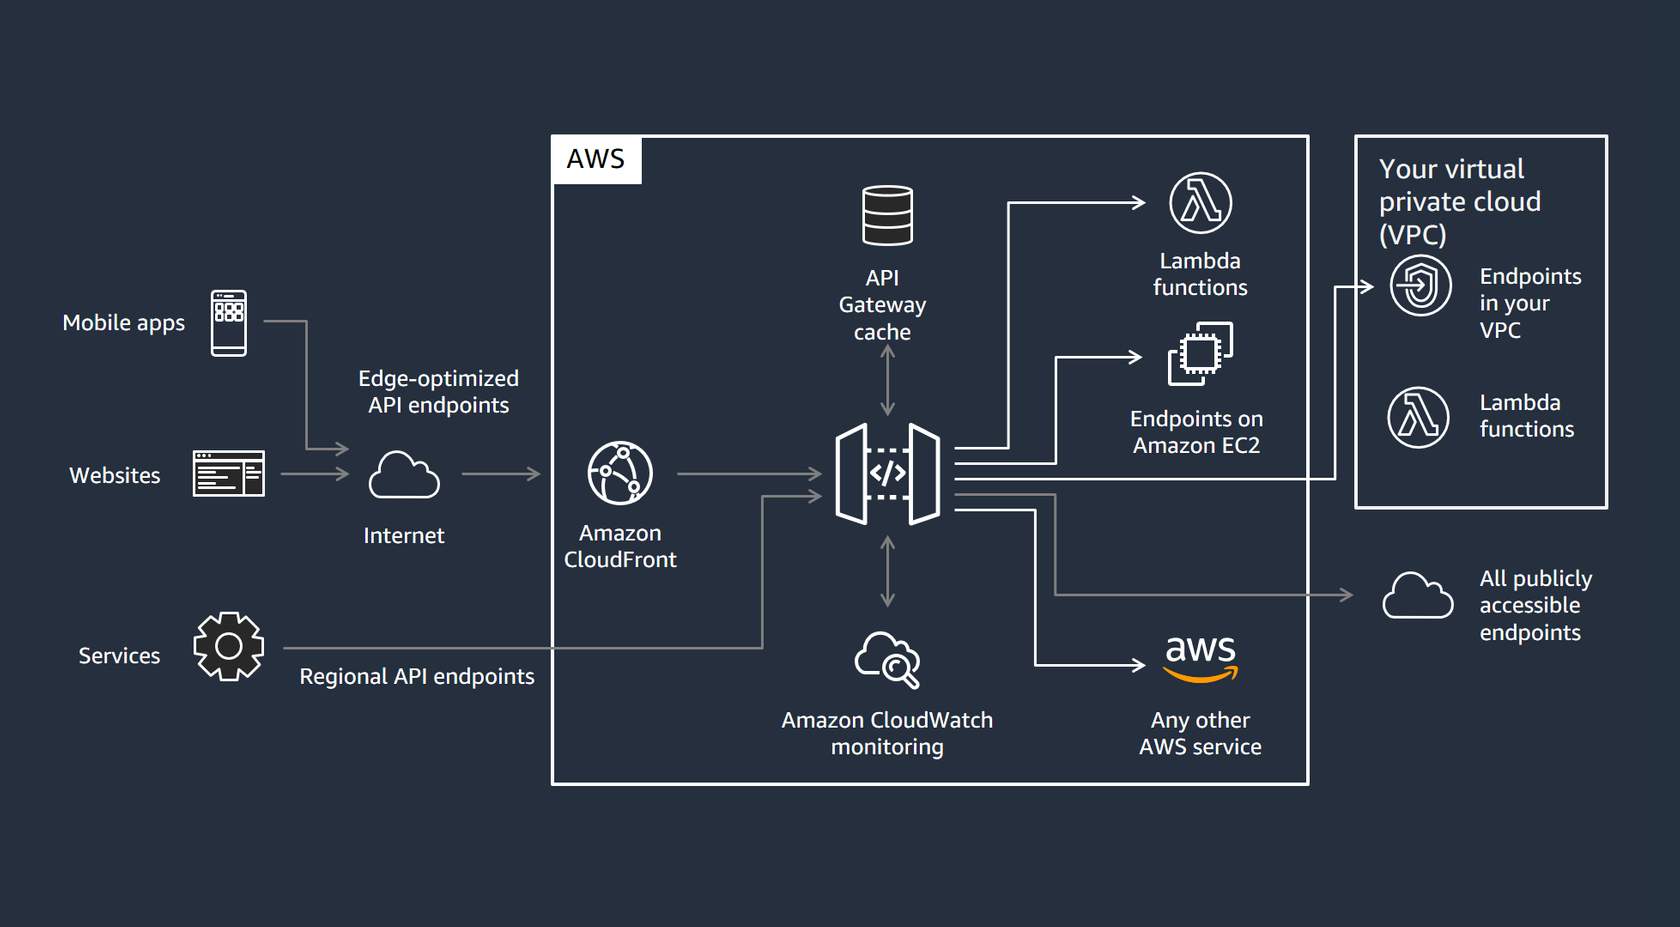 AWS
Your virtual
private cloud
(VPC)
API
Gateway
cache
Lambda
functions
Endpoints
in your
VPC
Mobile apps
Edge-optimized
API endpoints
Endpoints on
Amazon EC2
Lambda
functions
Websites
</>
Internet
Amazon
CloudFront
All publicly
accessible
endpoints
Services
Regional API endpoints
aws
Amazon CloudWatch
monitoring
Any other
AWS service